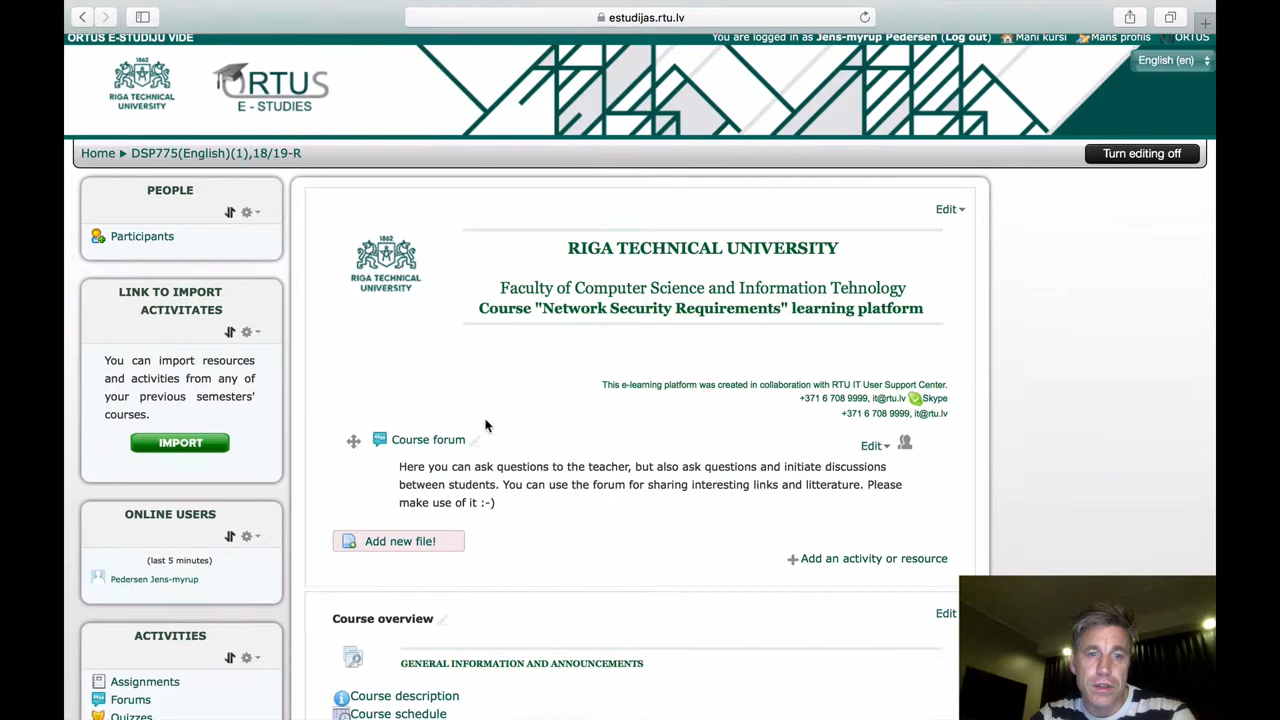 estudijas.rtu.lv
ORTUS E-STUDIJU VIDE
You are logged in as Jens-myrup Pedersen (Log out)
Mani kursi
Mans profils
ORTUS
English (en)
1862
RIGA TECHNICAL
UNIVERSITY
ORTUS
E - STUDIES
Home ▶ DSP775(English)(1),18/19-R
Turn editing off
PEOPLE
Participants
LINK TO IMPORT
ACTIVITATES
You can import resources
and activities from any of
your previous semesters'
courses.
IMPORT
ONLINE USERS
(last 5 minutes)
Pedersen Jens-myrup
ACTIVITIES
Assignments
Forums
Quizzes
Edit
1862
RIGA TECHNICAL
UNIVERSITY
RIGA TECHNICAL UNIVERSITY
Faculty of Computer Science and Information Tehnology
Course "Network Security Requirements" learning platform
This e-learning platform was created in collaboration with RTU IT User Support Center.
+371 6 708 9999, it@rtu.lv Skype
+371 6 708 9999, it@rtu.lv
Course forum
Edit
Here you can ask questions to the teacher, but also ask questions and initiate discussions
between students. You can use the forum for sharing interesting links and litterature. Please
make use of it :-)
Add new file!
Add an activity or resource
Course overview
Edit
GENERAL INFORMATION AND ANNOUNCEMENTS
Course description
Course schedule